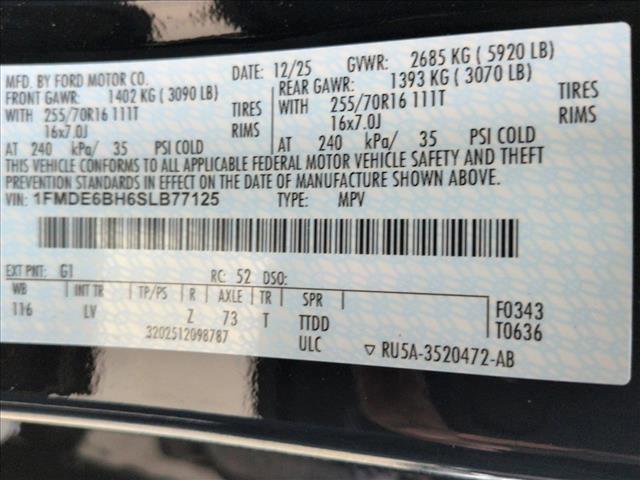 MFD. BY FORD MOTOR CO. DATE: 12/25 GVWR: 2685 KG ( 5920 LB)
FRONT GAWR: 1402 KG ( 3090 LB) REAR GAWR: 1393 KG ( 3070 LB)
WITH 255/70R16 111T TIRES WITH 255/70R16 111T TIRES
16x7.0J RIMS 16x7.0J RIMS
AT 240 kPa/ 35 PSI COLD AT 240 kPa/ 35 PSI COLD
THIS VEHICLE CONFORMS TO ALL APPLICABLE FEDERAL MOTOR VEHICLE SAFETY AND THEFT
PREVENTION STANDARDS IN EFFECT ON THE DATE OF MANUFACTURE SHOWN ABOVE.
VIN: 1FMDE6BH6SLB77125 TYPE: MPV
EXT PNT: G1 RC: 52 DSO:
WB INT TR TP/PS R AXLE TR SPR F0343
116 LV Z 73 T TTDD T0636
3202512098787 ULC ▽ RU5A-3520472-AB